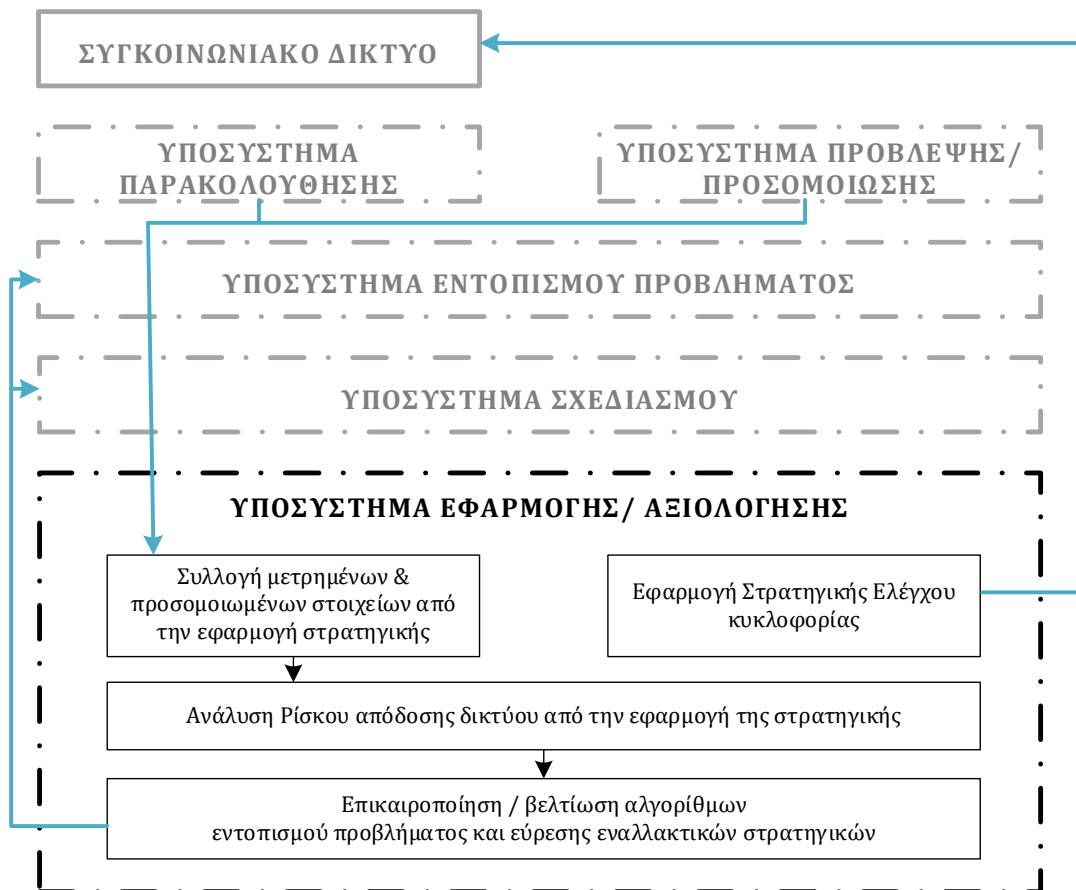 ΣΥΓΚΟΙΝΩΝΙΑΚΟ ΔΙΚΤΥΟ
ΥΠΟΣΥΣΤΗΜΑ
ΠΑΡΑΚΟΛΟΥΘΗΣΗΣ
ΥΠΟΣΥΣΤΗΜΑ ΠΡΟΒΛΕΨΗΣ/
ΠΡΟΣΟΜΟΙΩΣΗΣ
ΥΠΟΣΥΣΤΗΜΑ ΕΝΤΟΠΙΣΜΟΥ ΠΡΟΒΛΗΜΑΤΟΣ
ΥΠΟΣΥΣΤΗΜΑ ΣΧΕΔΙΑΣΜΟΥ
ΥΠΟΣΥΣΤΗΜΑ ΕΦΑΡΜΟΓΗΣ/ ΑΞΙΟΛΟΓΗΣΗΣ
Συλλογή μετρημένων &
προσομοιωμένων στοιχείων από
την εφαρμογή στρατηγικής
Εφαρμογή Στρατηγικής Ελέγχου
κυκλοφορίας
Ανάλυση Ρίσκου απόδοσης δικτύου από την εφαρμογή της στρατηγικής
Επικαιροποίηση / βελτίωση αλγορίθμων
εντοπισμού προβλήματος και εύρεσης εναλλακτικών στρατηγικών